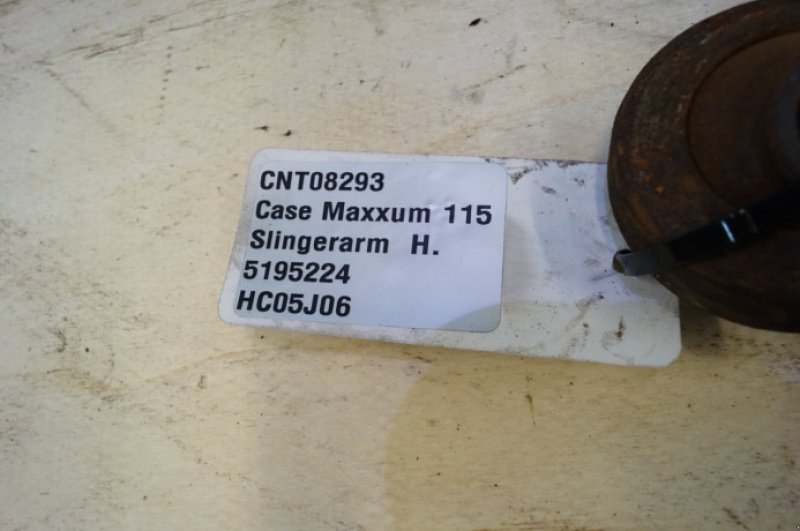 CNT08293
Case Maxxum 115
Slingerarm H.
5195224
HC05J06